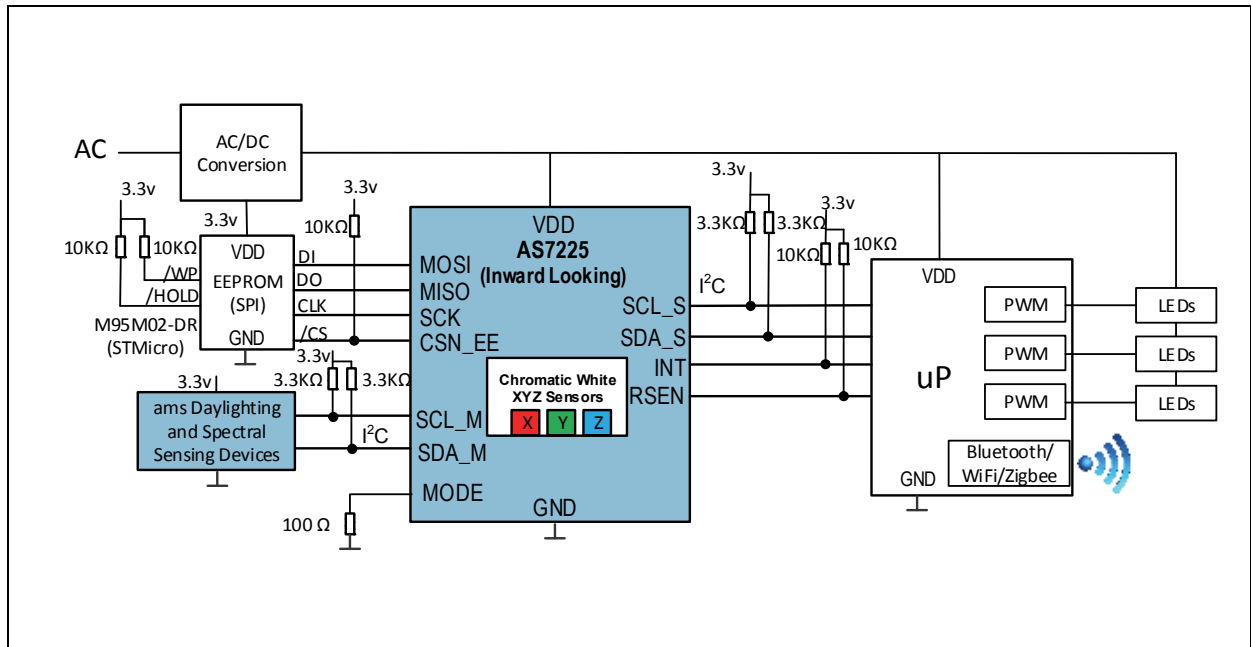 AC
AC/DC
Conversion
3.3v
3.3v
10KΩ
10KΩ
/WP
/HOLD
M95M02-DR
(STMicro)
VDD
EEPROM
(SPI)
GND
DI
DO
CLK
/CS
3.3v
10KΩ
3.3v
3.3KΩ
3.3KΩ
3.3v
ams Daylighting
and Spectral
Sensing Devices
I²C
100 Ω
VDD
AS7225
(Inward Looking)
MOSI
MISO
SCK
CSN_EE
SCL_M
SDA_M
MODE
GND
Chromatic White
XYZ Sensors
X Y Z
SCL_S
SDA_S
INT
RSEN
I²C
3.3v
3.3KΩ
3.3KΩ
3.3v
10KΩ
10KΩ
VDD
uP
GND
PWM
PWM
PWM
Bluetooth/
WiFi/Zigbee
LEDs
LEDs
LEDs